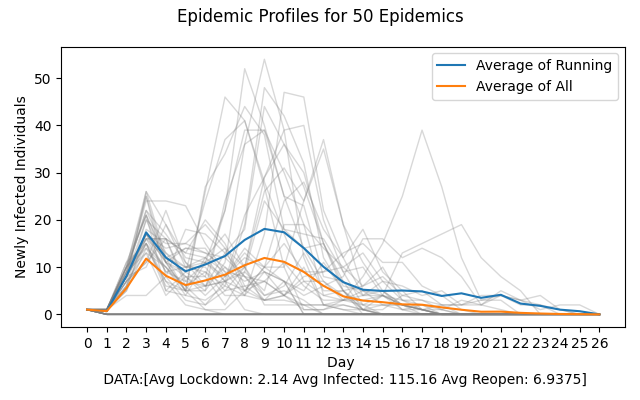 Epidemic Profiles for 50 Epidemics
Average of Running
Average of All
Newly Infected Individuals
50
40
30
20
10
0
0 1 2 3 4 5 6 7 8 9 10 11 12 13 14 15 16 17 18 19 20 21 22 23 24 25 26
Day
DATA:[Avg Lockdown: 2.14 Avg Infected: 115.16 Avg Reopen: 6.9375]